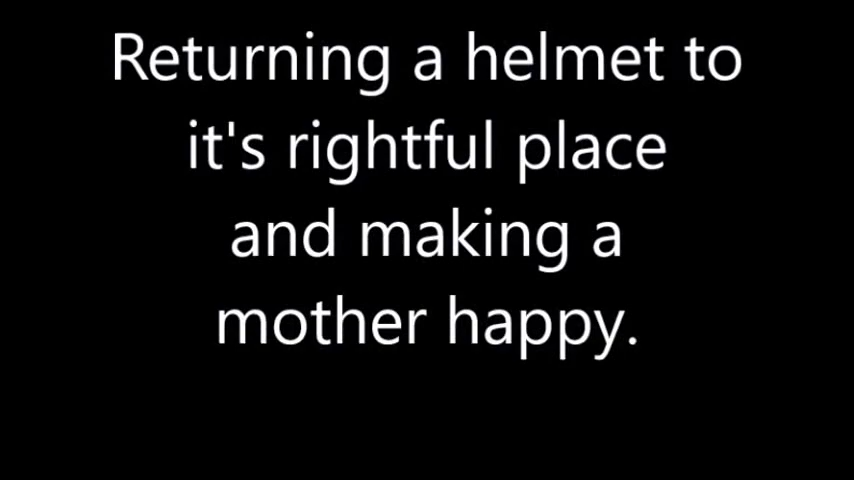 Returning a helmet to
it's rightful place
and making a
mother happy.